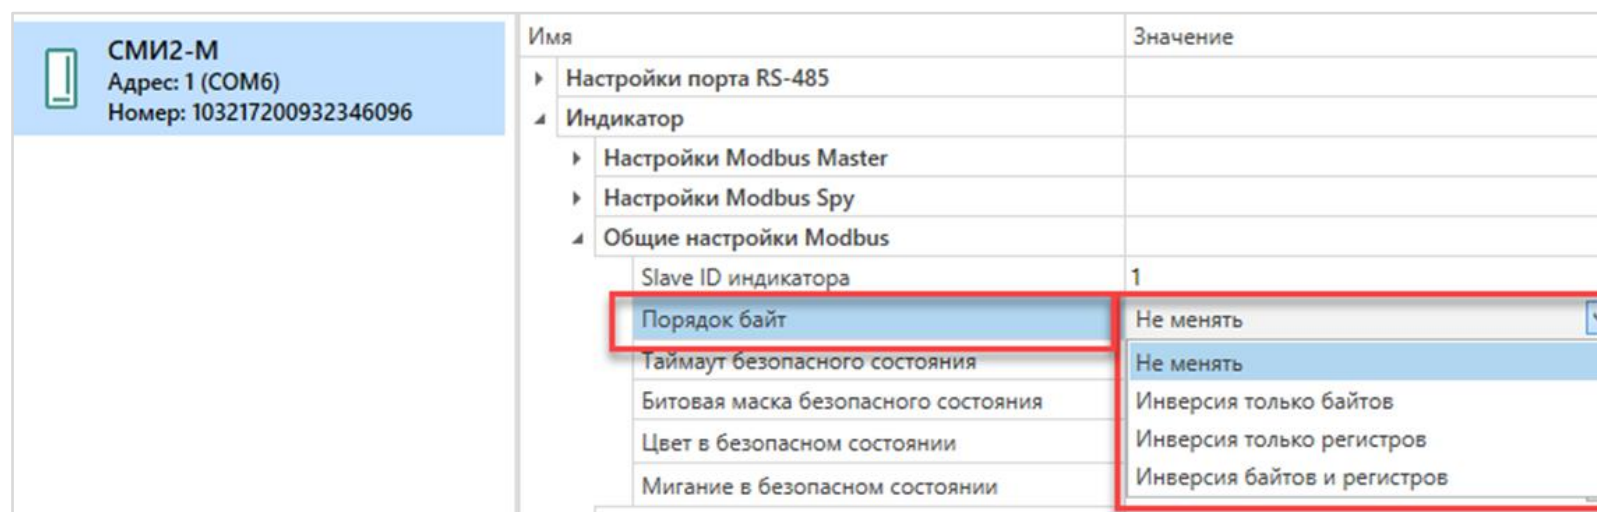 СМИ2-М
Адрес: 1 (COM6)
Номер: 103217200932346096
Имя Значение
Настройки порта RS-485
Индикатор
Настройки Modbus Master
Настройки Modbus Spy
Общие настройки Modbus
Slave ID индикатора 1
Порядок байт Не менять
Таймаут безопасного состояния Не менять
Битовая маска безопасного состояния Инверсия только байтов
Цвет в безопасном состоянии Инверсия только регистров
Мигание в безопасном состоянии Инверсия байтов и регистров